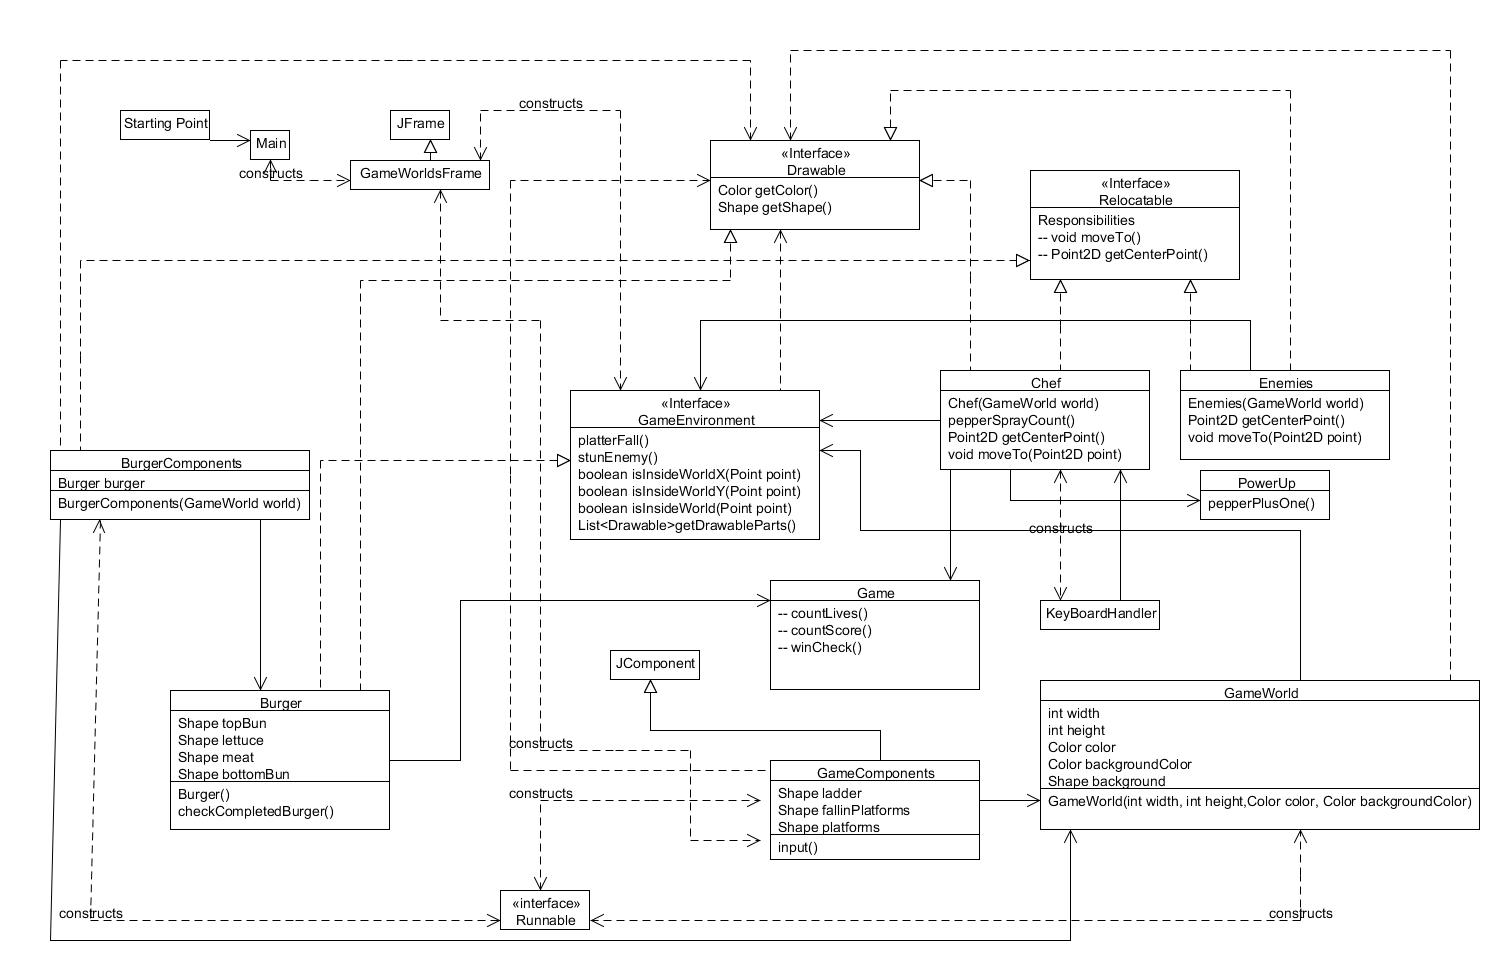 constructs
Starting Point
JFrame
Main
constructs
GameWorldsFrame
«Interface»
Drawable
Color getColor()
Shape getShape()
«Interface»
Relocatable
Responsibilities
-- void moveTo()
-- Point2D getCenterPoint()
«Interface»
GameEnvironment
platterFall()
stunEnemy()
boolean isInsideWorldX(Point point)
boolean isInsideWorldY(Point point)
boolean isInsideWorld(Point point)
List<Drawable>getDrawableParts()
Chef
Chef(GameWorld world)
pepperSprayCount()
Point2D getCenterPoint()
void moveTo(Point2D point)
Enemies
Enemies(GameWorld world)
Point2D getCenterPoint()
void moveTo(Point2D point)
BurgerComponents
Burger burger
BurgerComponents(GameWorld world)
PowerUp
pepperPlusOne()
constructs
Game
-- countLives()
-- countScore()
-- winCheck()
KeyBoardHandler
JComponent
Burger
Shape topBun
Shape lettuce
Shape meat
Shape bottomBun
Burger()
checkCompletedBurger()
GameWorld
int width
int height
Color color
Color backgroundColor
Shape background
GameWorld(int width, int height,Color color, Color backgroundColor)
constructs
GameComponents
Shape ladder
Shape fallinPlatforms
Shape platforms
input()
constructs
«interface»
Runnable
constructs
constructs